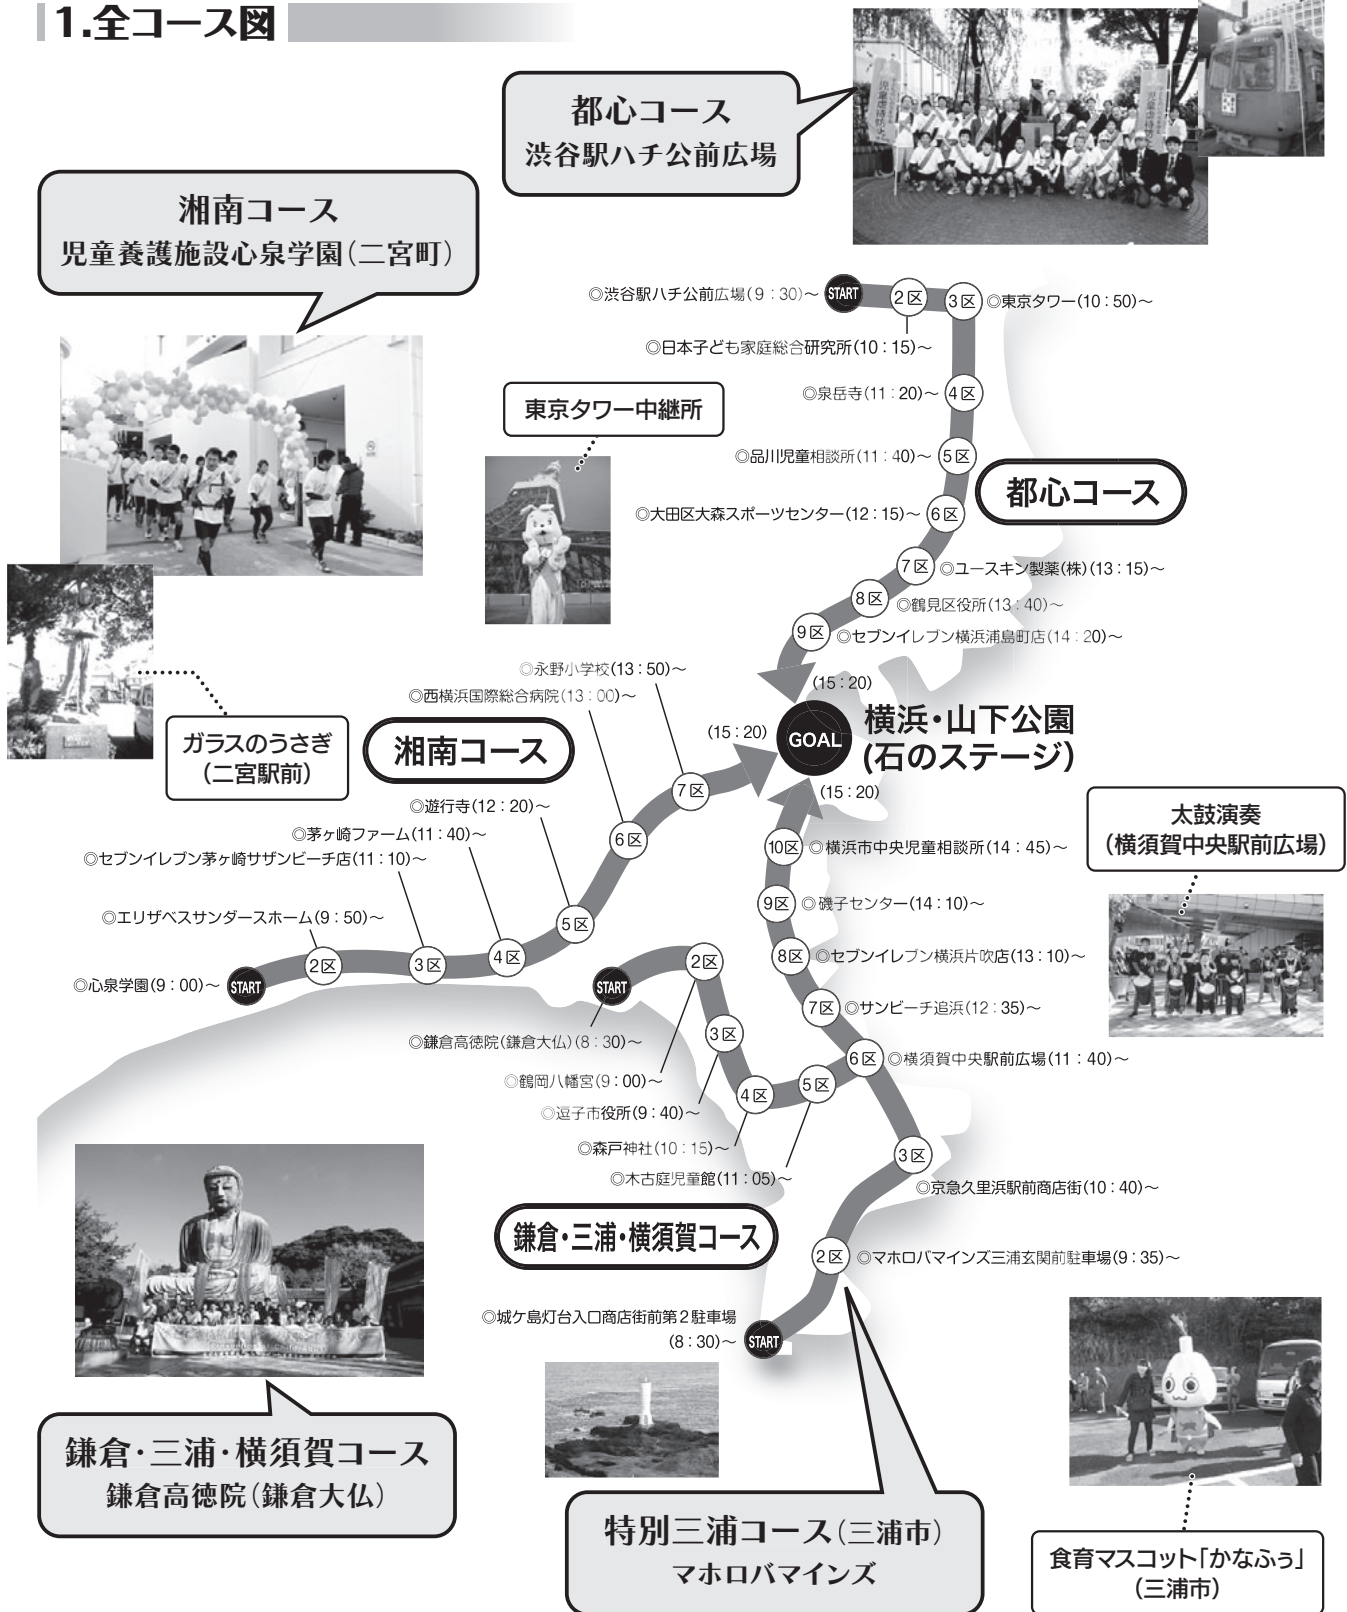 1.全コース図
都心コース
渋谷駅ハチ公前広場
湘南コース
児童養護施設心泉学園(二宮町)
◎渋谷駅ハチ公前広場(9:30)～
START
2区
3区
◎東京タワー(10:50)～
◎日本子ども家庭総合研究所(10:15)～
◎泉岳寺(11:20)～
4区
東京タワー中継所
◎品川児童相談所(11:40)～
5区
都心コース
◎大田区大森スポーツセンター(12:15)～
6区
7区
◎ユースキン製薬(株)(13:15)～
8区
◎鶴見区役所(13:40)～
9区
◎セブンイレブン横浜浦島町店(14:20)～
(15:20)
◎永野小学校(13:50)～
◎西横浜国際総合病院(13:00)～
ガラスのうさぎ
(二宮駅前)
湘南コース
(15:20)
GOAL
横浜・山下公園
(石のステージ)
(15:20)
7区
◎遊行寺(12:20)～
◎茅ヶ崎ファーム(11:40)～
◎セブンイレブン茅ヶ崎サザンビーチ店(11:10)～
6区
◎エリザベスサンダースホーム(9:50)～
5区
4区
3区
2区
◎心泉学園(9:00)～
START
太鼓演奏
(横須賀中央駅前広場)
10区
◎横浜市中央児童相談所(14:45)～
9区
◎磯子センター(14:10)～
8区
◎セブンイレブン横浜片吹店(13:10)～
7区
◎サンビーチ追浜(12:35)～
6区
◎横須賀中央駅前広場(11:40)～
START
2区
3区
4区
5区
◎鎌倉高徳院(鎌倉大仏)(8:30)～
◎鶴岡八幡宮(9:00)～
◎逗子市役所(9:40)～
◎森戸神社(10:15)～
◎木古庭児童館(11:05)～
3区
◎京急久里浜駅前商店街(10:40)～
鎌倉・三浦・横須賀コース
2区
◎マホロバマインズ三浦玄関前駐車場(9:35)～
◎城ケ島灯台入口商店街前第2駐車場
(8:30)～
START
鎌倉・三浦・横須賀コース
鎌倉高徳院(鎌倉大仏)
特別三浦コース(三浦市)
マホロバマインズ
食育マスコット「かなふぅ」
(三浦市)